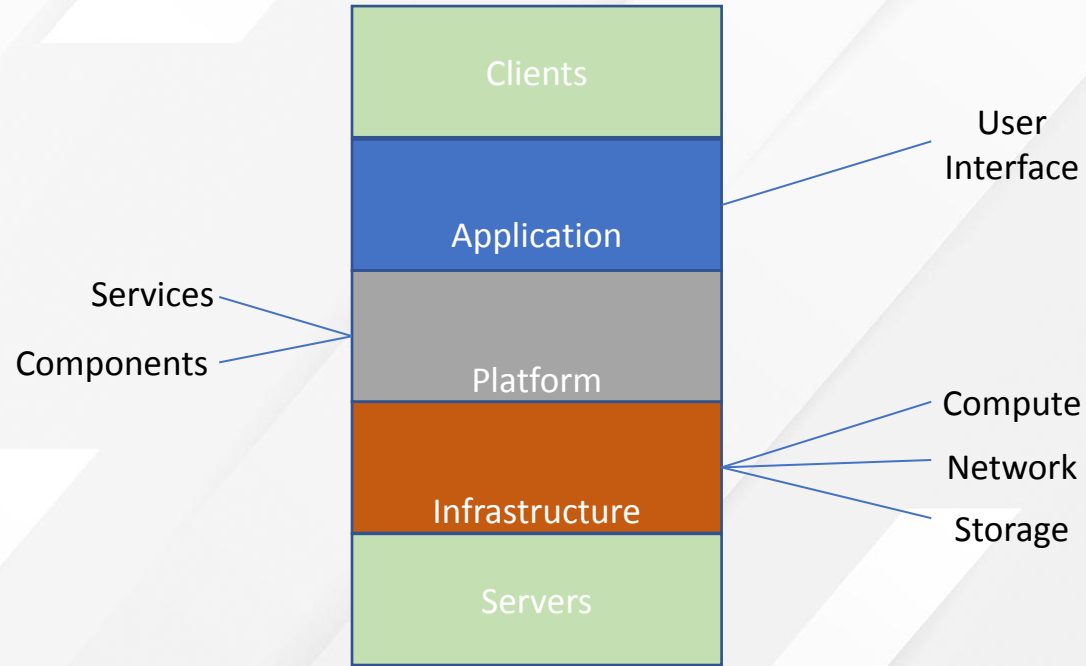 Clients
User
Interface
Application
Services
Components
Platform
Compute
Network
Infrastructure
Storage
Servers